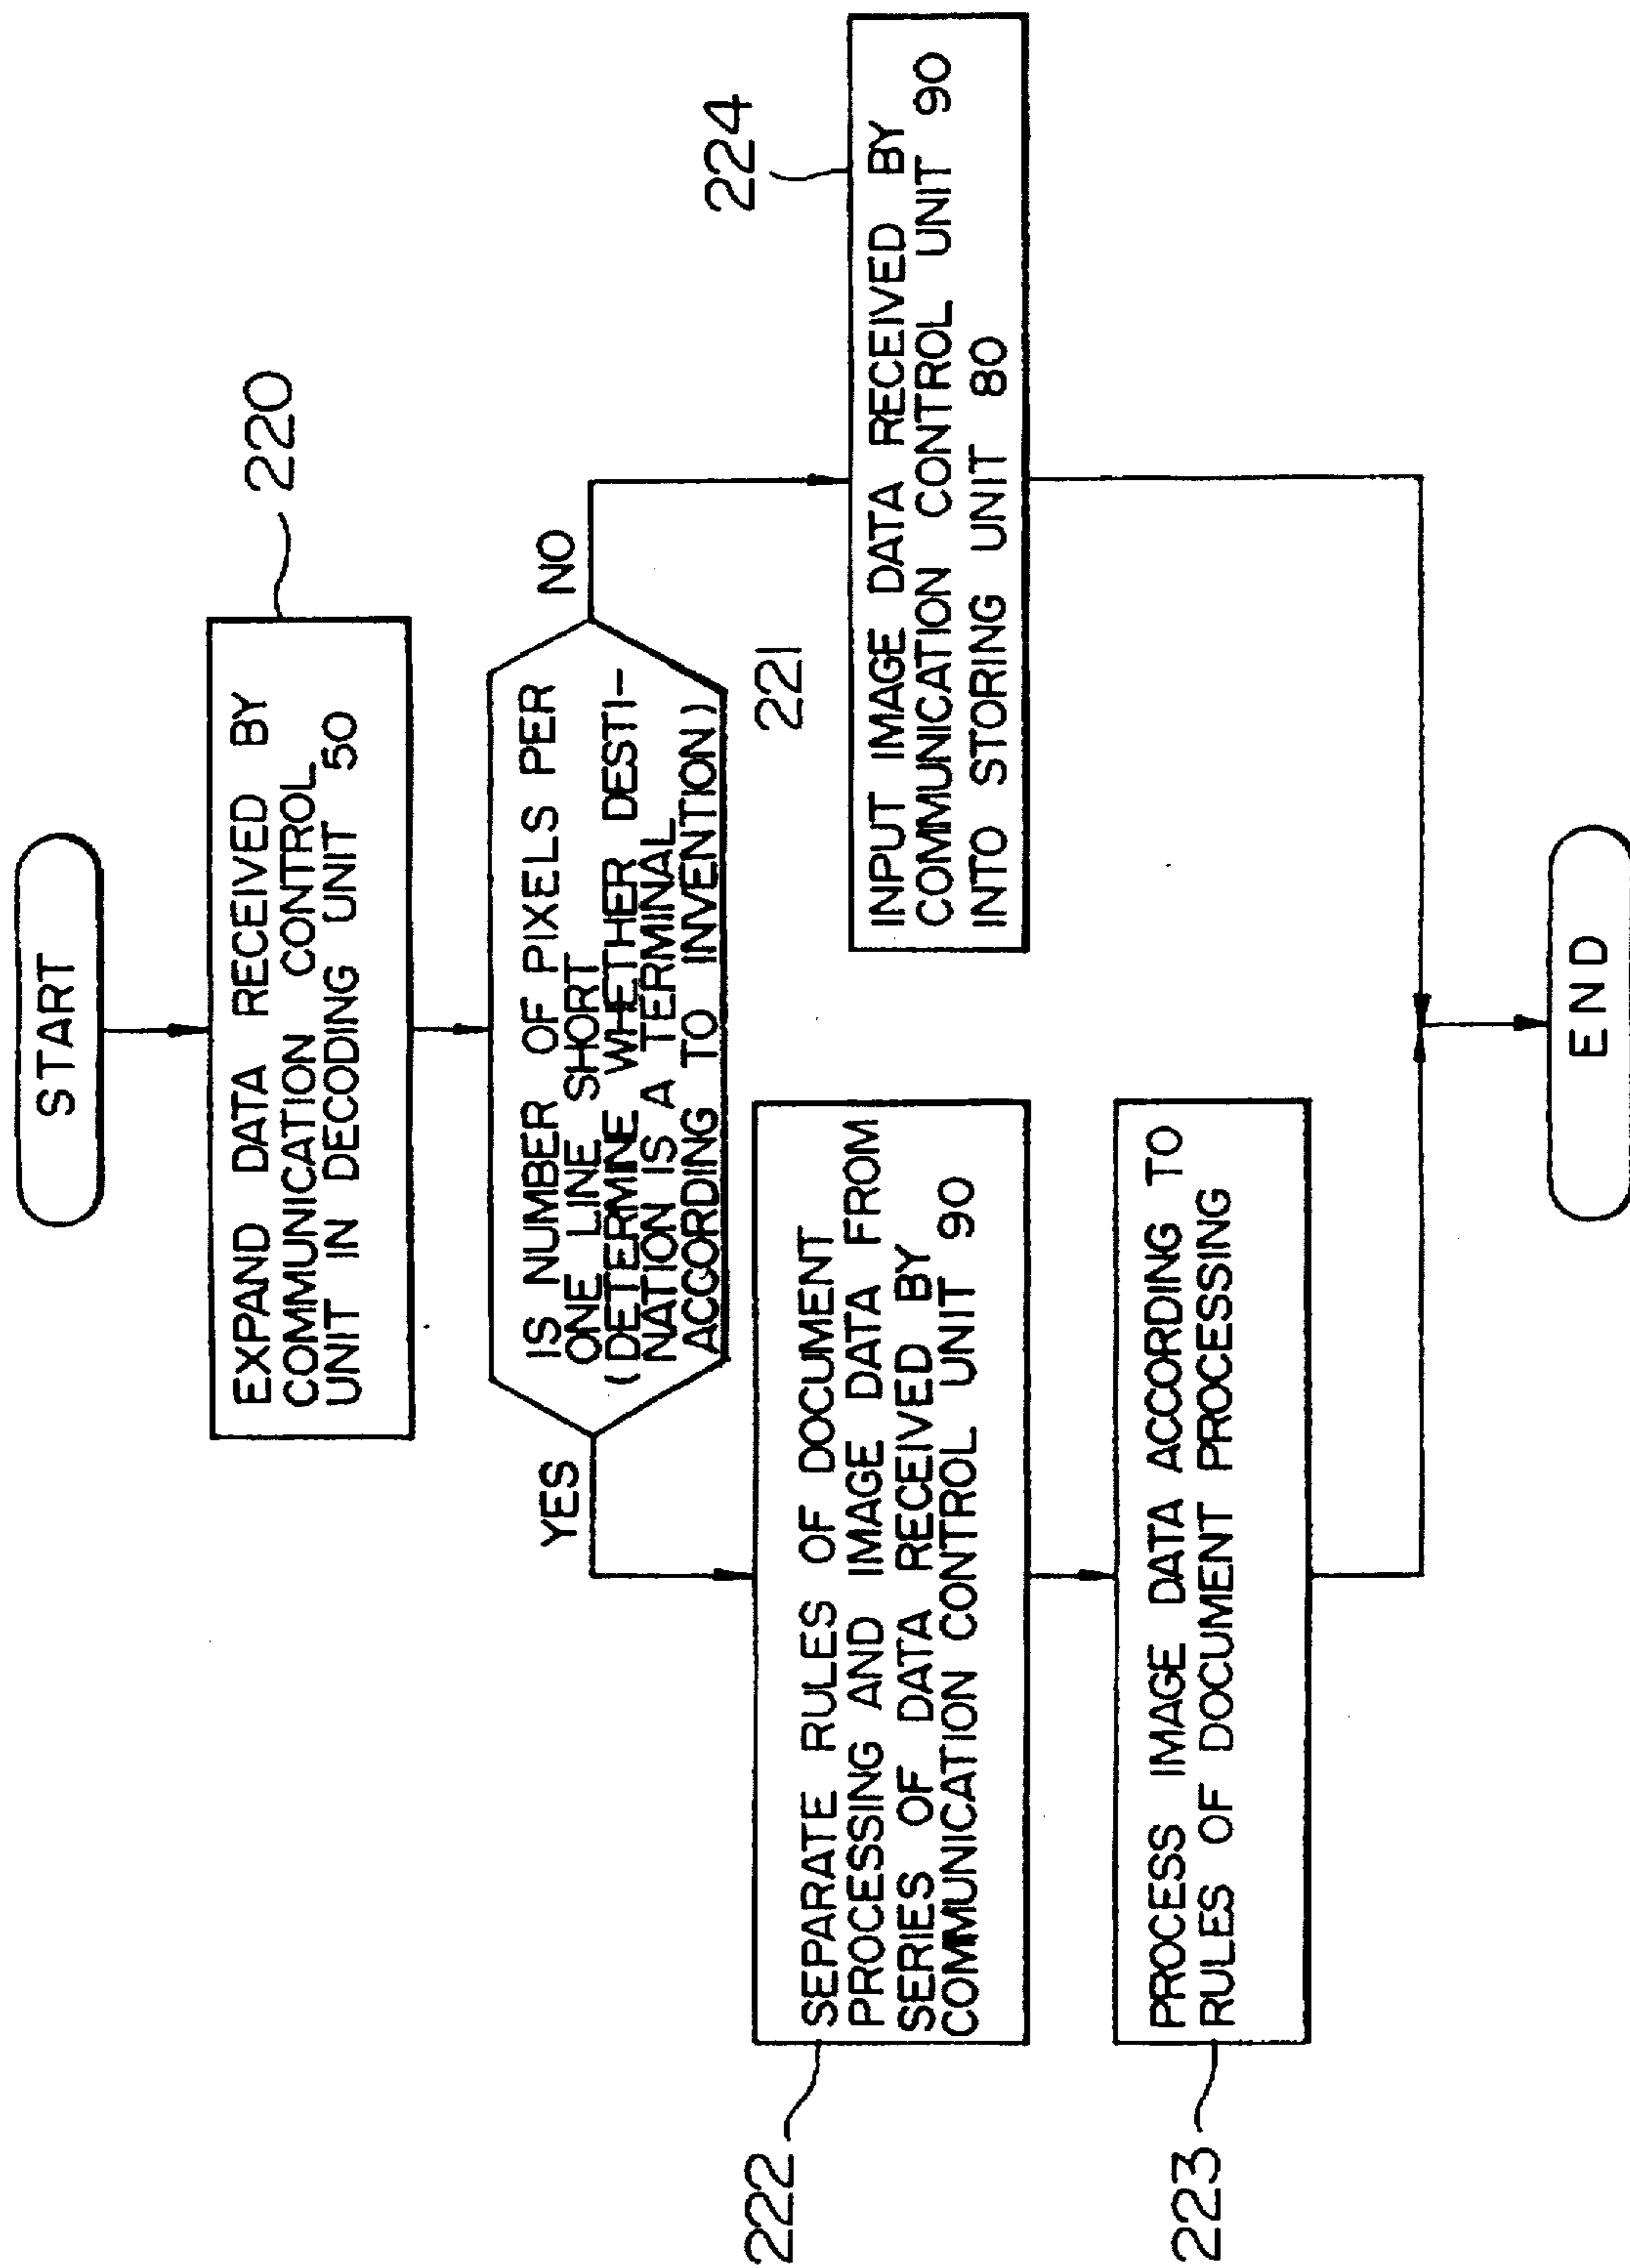 START
220
EXPAND DATA RECEIVED BY
COMMUNICATION CONTROL
UNIT IN DECODING UNIT 50
IS NUMBER OF PIXELS PER
ONE LINE SHORT
(DETERMINE WHETHER DESTI-
NATION IS A TERMINAL
ACCORDING TO INVENTION)
221
YES
NO
222
SEPARATE RULES OF DOCUMENT
PROCESSING AND IMAGE DATA FROM
SERIES OF DATA RECEIVED BY
COMMUNICATION CONTROL UNIT 90
223
PROCESS IMAGE DATA ACCORDING TO
RULES OF DOCUMENT PROCESSING
224
INPUT IMAGE DATA RECEIVED BY
COMMUNICATION CONTROL UNIT 90
INTO STORING UNIT 80
END